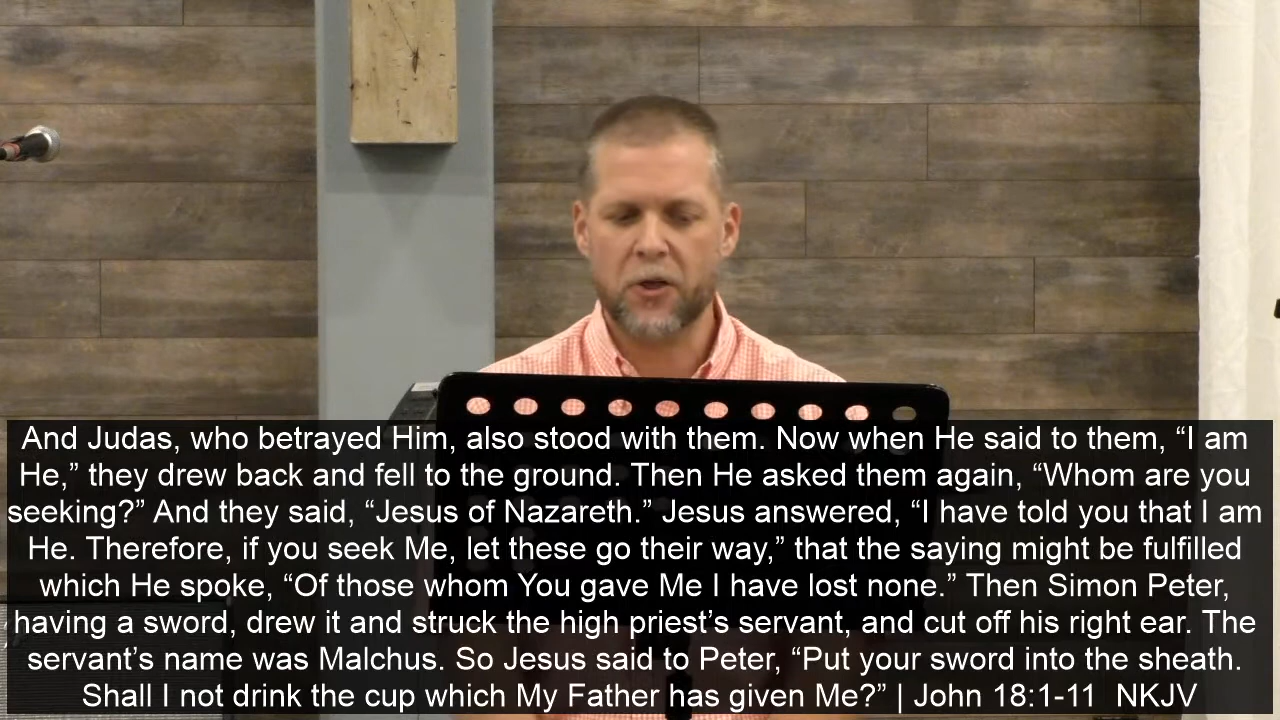 And Judas, who betrayed Him, also stood with them. Now when He said to them, “I am
He,” they drew back and fell to the ground. Then He asked them again, “Whom are you
seeking?” And they said, “Jesus of Nazareth.” Jesus answered, “I have told you that I am
He. Therefore, if you seek Me, let these go their way,” that the saying might be fulfilled
which He spoke, “Of those whom You gave Me I have lost none.” Then Simon Peter,
having a sword, drew it and struck the high priest’s servant, and cut off his right ear. The
servant’s name was Malchus. So Jesus said to Peter, “Put your sword into the sheath.
Shall I not drink the cup which My Father has given Me?” | John 18:1-11 NKJV